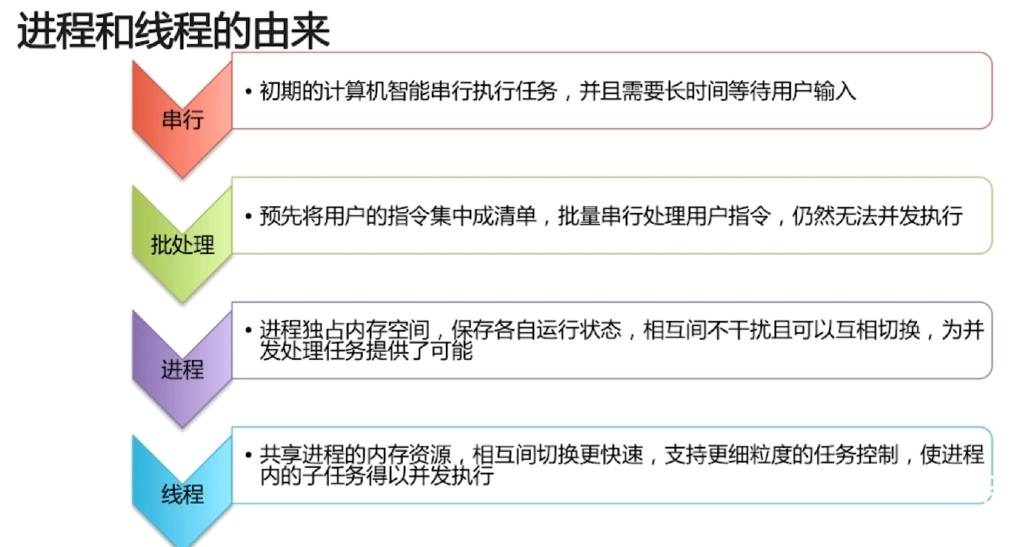 进程和线程的由来
串行
• 初期的计算机智能串行执行任务，并且需要长时间等待用户输入
批处理
• 预先将用户的指令集中成清单，批量串行处理用户指令，仍然无法并发执行
进程
• 进程独占内存空间，保存各自运行状态，相互间不干扰且可以互相切换，为并
发处理任务提供了可能
线程
• 共享进程的内存资源，相互间切换更快速，支持更细粒度的任务控制，使进程
内的子任务得以并发执行